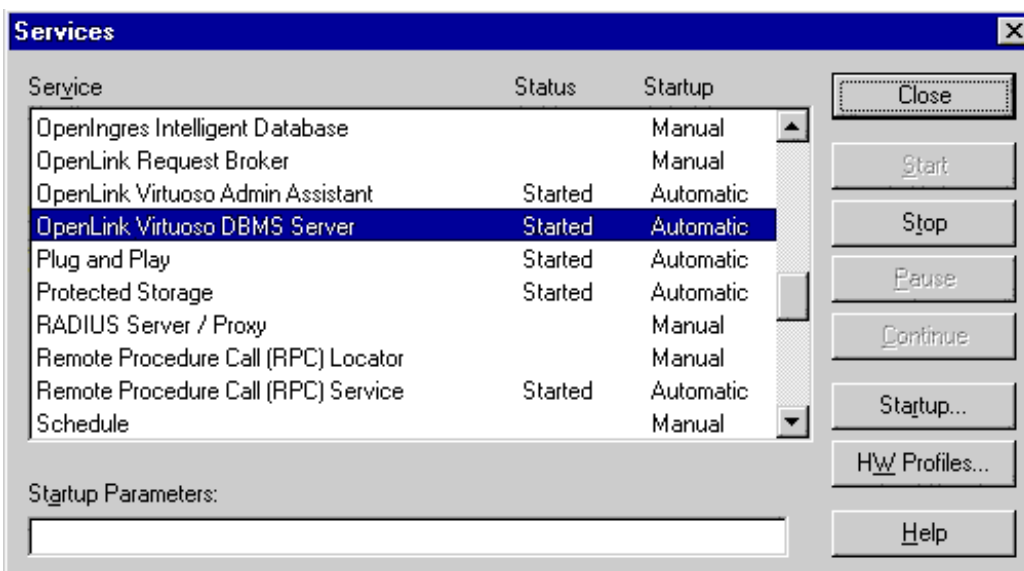 Services
Service Status Startup
OpenIngres Intelligent Database Manual
OpenLink Request Broker Manual
OpenLink Virtuoso Admin Assistant Started Automatic
OpenLink Virtuoso DBMS Server Started Automatic
Plug and Play Started Automatic
Protected Storage Started Automatic
RADIUS Server / Proxy Manual
Remote Procedure Call (RPC) Locator Manual
Remote Procedure Call (RPC) Service Started Automatic
Schedule Manual
Startup Parameters:
Close
Start
Stop
Pause
Continue
Startup...
HW Profiles...
Help